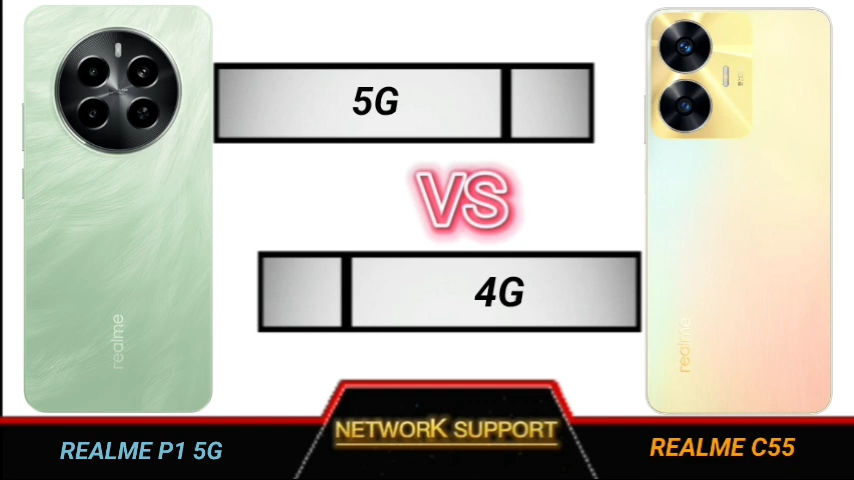 5G
VS
4G
realme
realme
NETWORK SUPPORT
REALME P1 5G
REALME C55